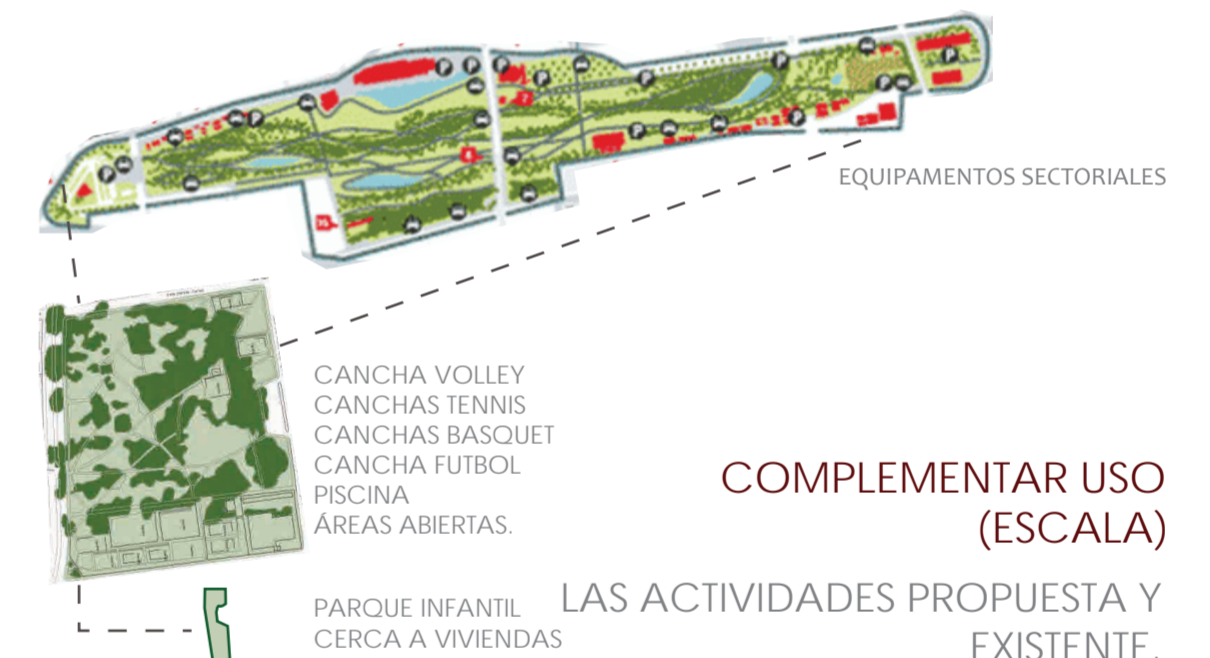 EQUIPAMENTOS SECTORIALES
CANCHA VOLLEY
CANCHAS TENNIS
CANCHAS BASQUET
CANCHA FUTBOL
PISCINA
ÁREAS ABIERTAS.
COMPLEMENTAR USO
(ESCALA)
PARQUE INFANTIL
CERCA A VIVIENDAS
LAS ACTIVIDADES PROPUESTA Y
EXISTENTE.